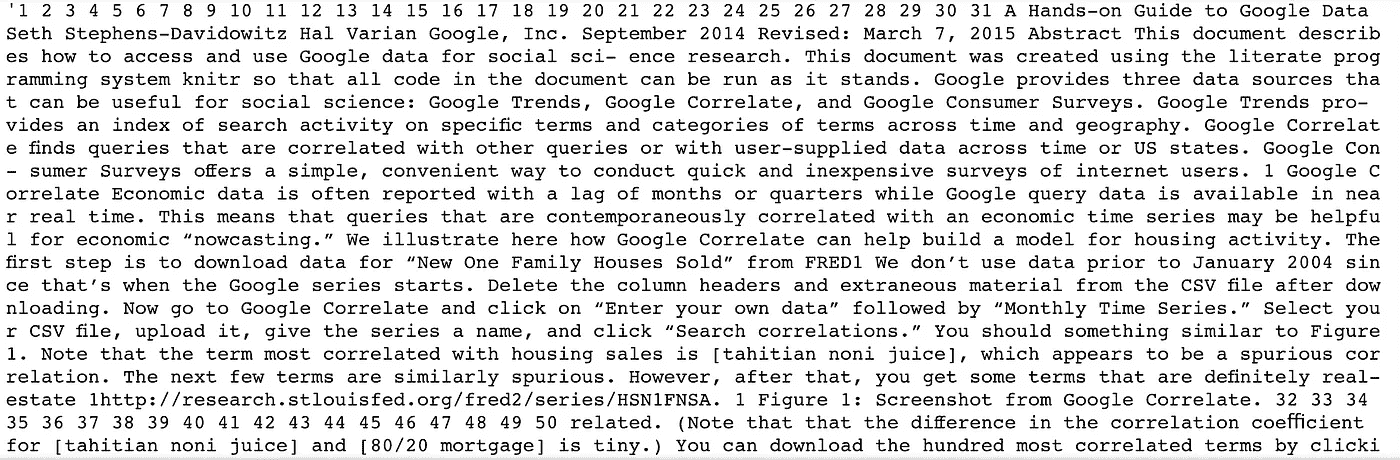 '1 2 3 4 5 6 7 8 9 10 11 12 13 14 15 16 17 18 19 20 21 22 23 24 25 26 27 28 29 30 31 A Hands-on Guide to Google Data
Seth Stephens-Davidowitz Hal Varian Google, Inc. September 2014 Revised: March 7, 2015 Abstract This document describ
es how to access and use Google data for social sci- ence research. This document was created using the literate prog
ramming system knitr so that all code in the document can be run as it stands. Google provides three data sources tha
t can be useful for social science: Google Trends, Google Correlate, and Google Consumer Surveys. Google Trends pro-
vides an index of search activity on specific terms and categories of terms across time and geography. Google Correlat
e finds queries that are correlated with other queries or with user-supplied data across time or US states. Google Con
- sumer Surveys offers a simple, convenient way to conduct quick and inexpensive surveys of internet users. 1 Google C
orrelate Economic data is often reported with a lag of months or quarters while Google query data is available in nea
r real time. This means that queries that are contemporaneously correlated with an economic time series may be helpfu
l for economic “nowcasting.” We illustrate here how Google Correlate can help build a model for housing activity. The
first step is to download data for “New One Family Houses Sold” from FRED1 We don’t use data prior to January 2004 sin
ce that’s when the Google series starts. Delete the column headers and extraneous material from the CSV file after dow
nloading. Now go to Google Correlate and click on “Enter your own data” followed by “Monthly Time Series.” Select you
r CSV file, upload it, give the series a name, and click “Search correlations.” You should something similar to Figure
1. Note that the term most correlated with housing sales is [tahitian noni juice], which appears to be a spurious cor
relation. The next few terms are similarly spurious. However, after that, you get some terms that are definitely real-
estate 1http://research.stlouisfed.org/fred2/series/HSN1FNSA. 1 Figure 1: Screenshot from Google Correlate. 32 33 34
35 36 37 38 39 40 41 42 43 44 45 46 47 48 49 50 related. (Note that that the difference in the correlation coefficient
for [tahitian noni juice] and [80/20 mortgage] is tiny.) You can download the hundred most correlated terms by clicki